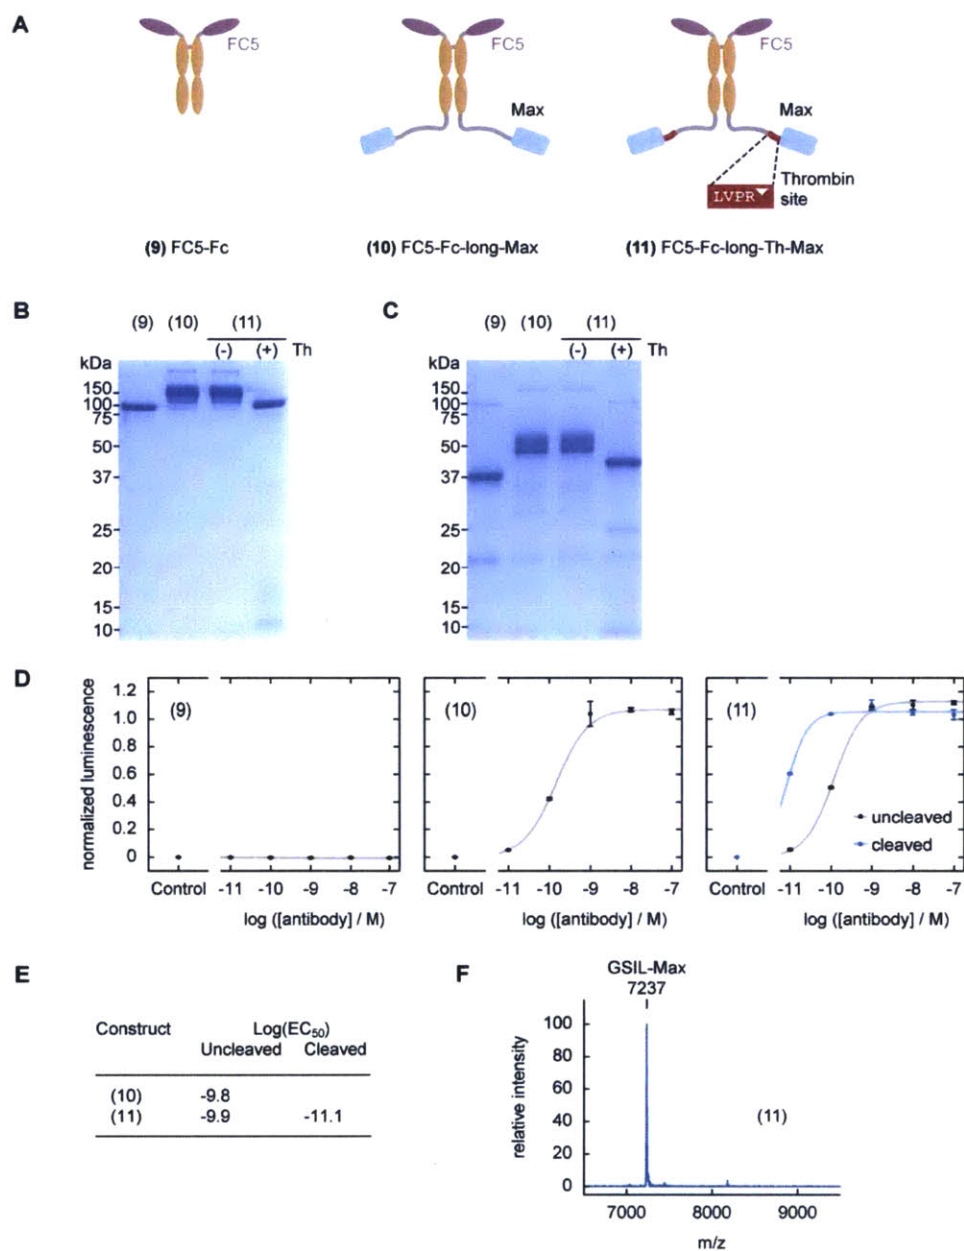 A
FC5
FC5
FC5
Max
Max
LVPR
Thrombin
site
(9) FC5-Fc
(10) FC5-Fc-long-Max
(11) FC5-Fc-long-Th-Max
B
(9) (10) (11)
(-) (+) Th
kDa
150
100
75
50
37
25
20
15
10
C
(9) (10) (11)
(-) (+) Th
kDa
150
100
75
50
37
25
20
15
10
D
normalized luminescence
1.2
1.0
0.8
0.6
0.4
0.2
0
(9)
(10)
(11)
uncleaved
cleaved
Control -11 -10 -9 -8 -7
Control -11 -10 -9 -8 -7
Control -11 -10 -9 -8 -7
log ([antibody] / M)
log ([antibody] / M)
log ([antibody] / M)
E
Construct Log(EC50)
Uncleaved Cleaved
(10) -9.8
(11) -9.9 -11.1
F
GSIL-Max
7237
relative intensity
100
80
60
40
20
0
(11)
7000 8000 9000
m/z